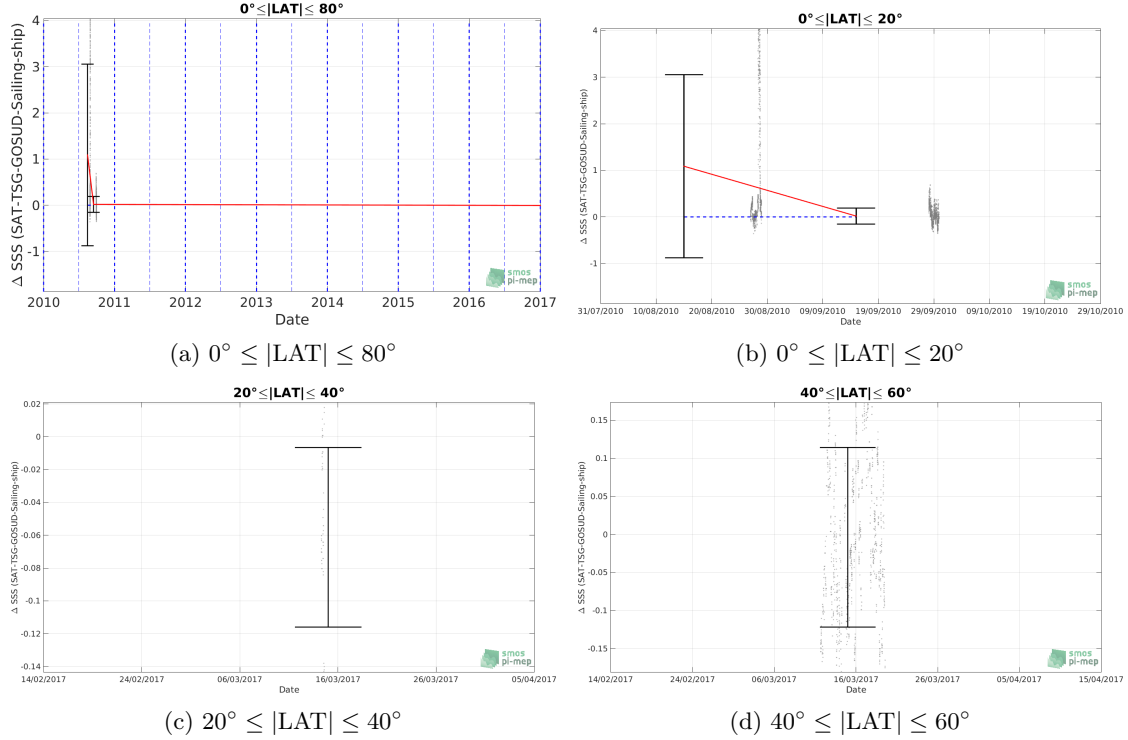 0°≤|LAT|≤ 80°
Δ SSS (SAT-TSG-GOSUD-Sailing-ship)
4
3
2
1
0
-1
2010 2011 2012 2013 2014 2015 2016 2017
Date
smos
pi-mep
(a) 0° ≤ |LAT| ≤ 80°
0°≤|LAT|≤ 20°
Δ SSS (SAT-TSG-GOSUD-Sailing-ship)
4
3
2
1
0
-1
31/07/2010 10/08/2010 20/08/2010 30/08/2010 09/09/2010 19/09/2010 29/09/2010 09/10/2010 19/10/2010 29/10/2010
Date
smos
pi-mep
(b) 0° ≤ |LAT| ≤ 20°
20°≤|LAT|≤ 40°
Δ SSS (SAT-TSG-GOSUD-Sailing-ship)
0.02
0
-0.02
-0.04
-0.06
-0.08
-0.1
-0.12
-0.14
14/02/2017 24/02/2017 06/03/2017 16/03/2017 26/03/2017 05/04/2017
Date
smos
pi-mep
(c) 20° ≤ |LAT| ≤ 40°
40°≤|LAT|≤ 60°
Δ SSS (SAT-TSG-GOSUD-Sailing-ship)
0.15
0.1
0.05
0
-0.05
-0.1
-0.15
14/02/2017 24/02/2017 06/03/2017 16/03/2017 26/03/2017 05/04/2017 15/04/2017
Date
smos
pi-mep
(d) 40° ≤ |LAT| ≤ 60°